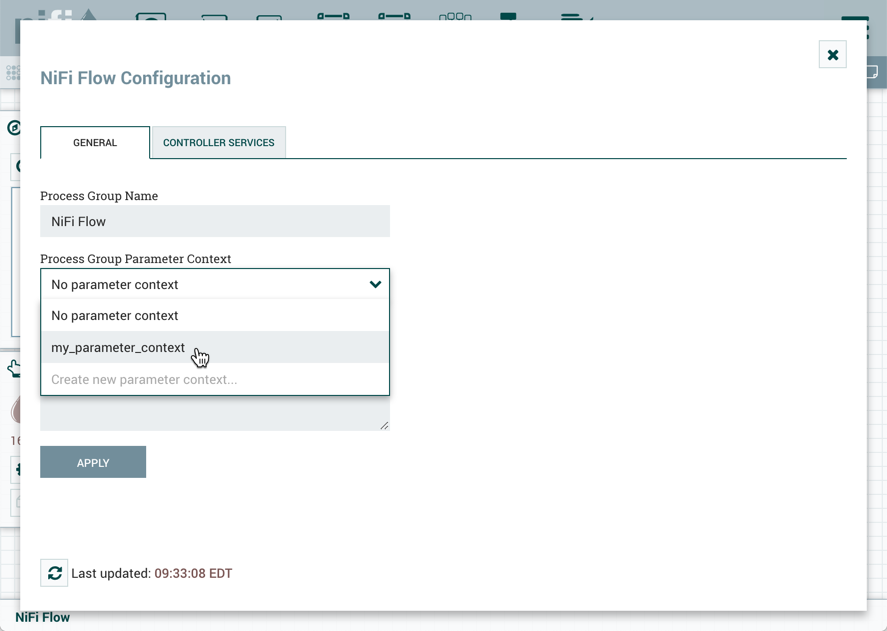 nifi
NiFi Flow Configuration
GENERAL
CONTROLLER SERVICES
Process Group Name
NiFi Flow
Process Group Parameter Context
No parameter context
No parameter context
my_parameter_context
Create new parameter context...
APPLY
Last updated: 09:33:08 EDT
NiFi Flow